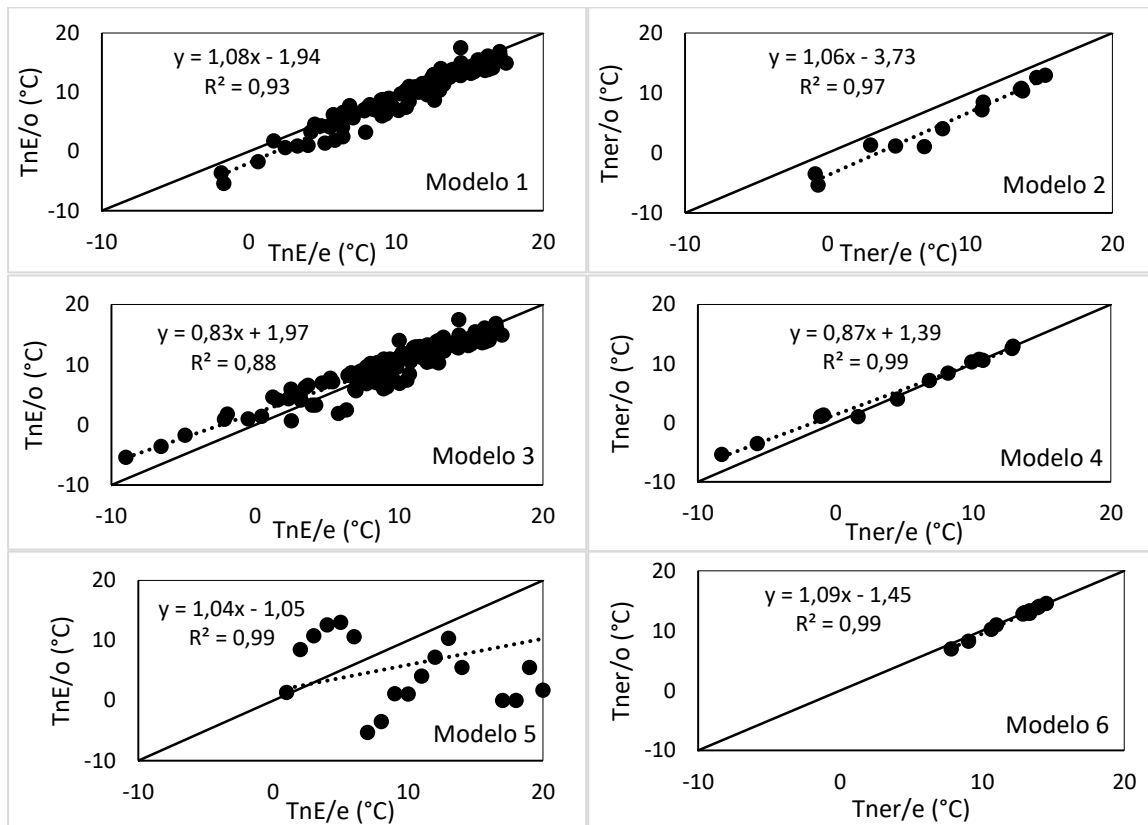 20
10
0
-10
-10
0
10
20
TnE/o (°C)
TnE/e (°C)
y = 1,08x - 1,94
R² = 0,93
Modelo 1
20
10
0
-10
-10
0
10
20
Tner/o (°C)
Tner/e (°C)
y = 1,06x - 3,73
R² = 0,97
Modelo 2
20
10
0
-10
-10
0
10
20
TnE/o (°C)
TnE/e (°C)
y = 0,83x + 1,97
R² = 0,88
Modelo 3
20
10
0
-10
-10
0
10
20
Tner/o (°C)
Tner/e (°C)
y = 0,87x + 1,39
R² = 0,99
Modelo 4
20
10
0
-10
-10
0
10
20
TnE/o (°C)
TnE/e (°C)
y = 1,04x - 1,05
R² = 0,99
Modelo 5
20
10
0
-10
-10
0
10
20
Tner/o (°C)
Tner/e (°C)
y = 1,09x - 1,45
R² = 0,99
Modelo 6